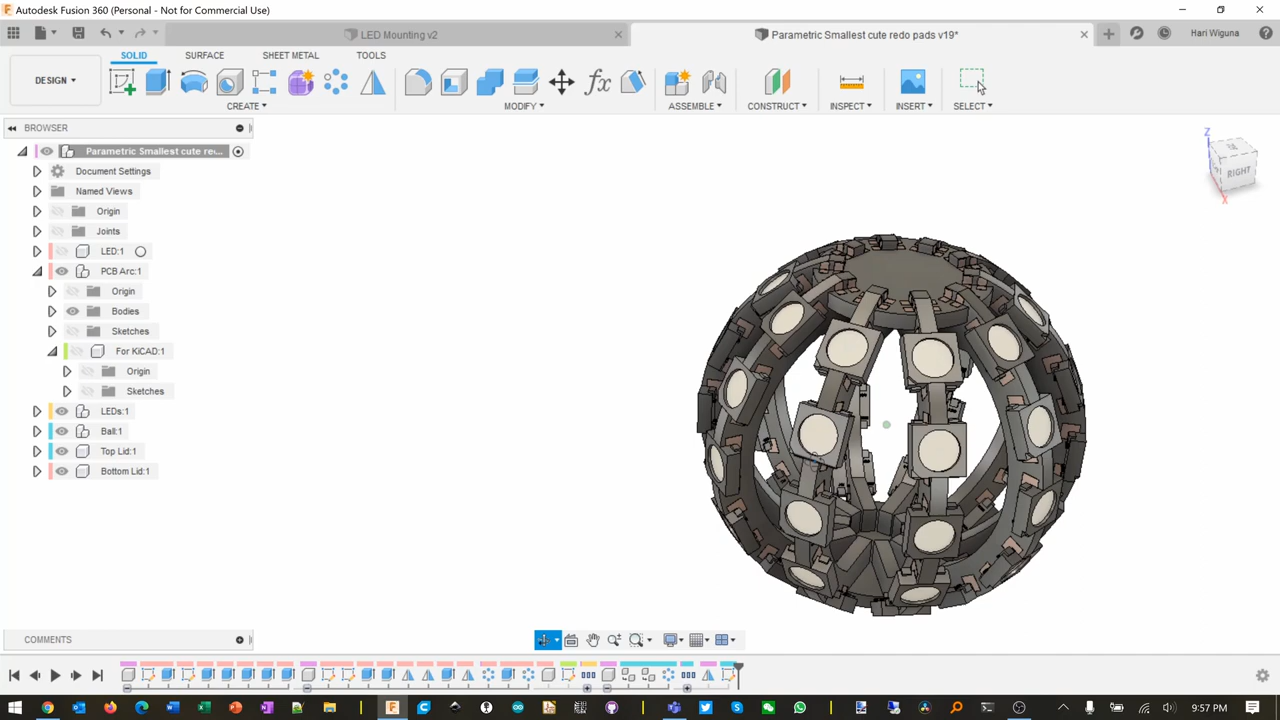 Autodesk Fusion 360 (Personal - Not for Commercial Use)
LED Mounting v2
Parametric Smallest cute redo pads v19*
Hari Wiguna
SOLID SURFACE SHEET METAL TOOLS
DESIGN
CREATE MODIFY ASSEMBLE CONSTRUCT INSPECT INSERT SELECT
fx
BROWSER
Parametric Smallest cute rec...
Document Settings
Named Views
Origin
Joints
LED:1
PCB Arc:1
Origin
Bodies
Sketches
For KiCAD:1
Origin
Sketches
LEDs:1
Ball:1
Top Lid:1
Bottom Lid:1
Z
RIGHT
X
COMMENTS
9:57 PM